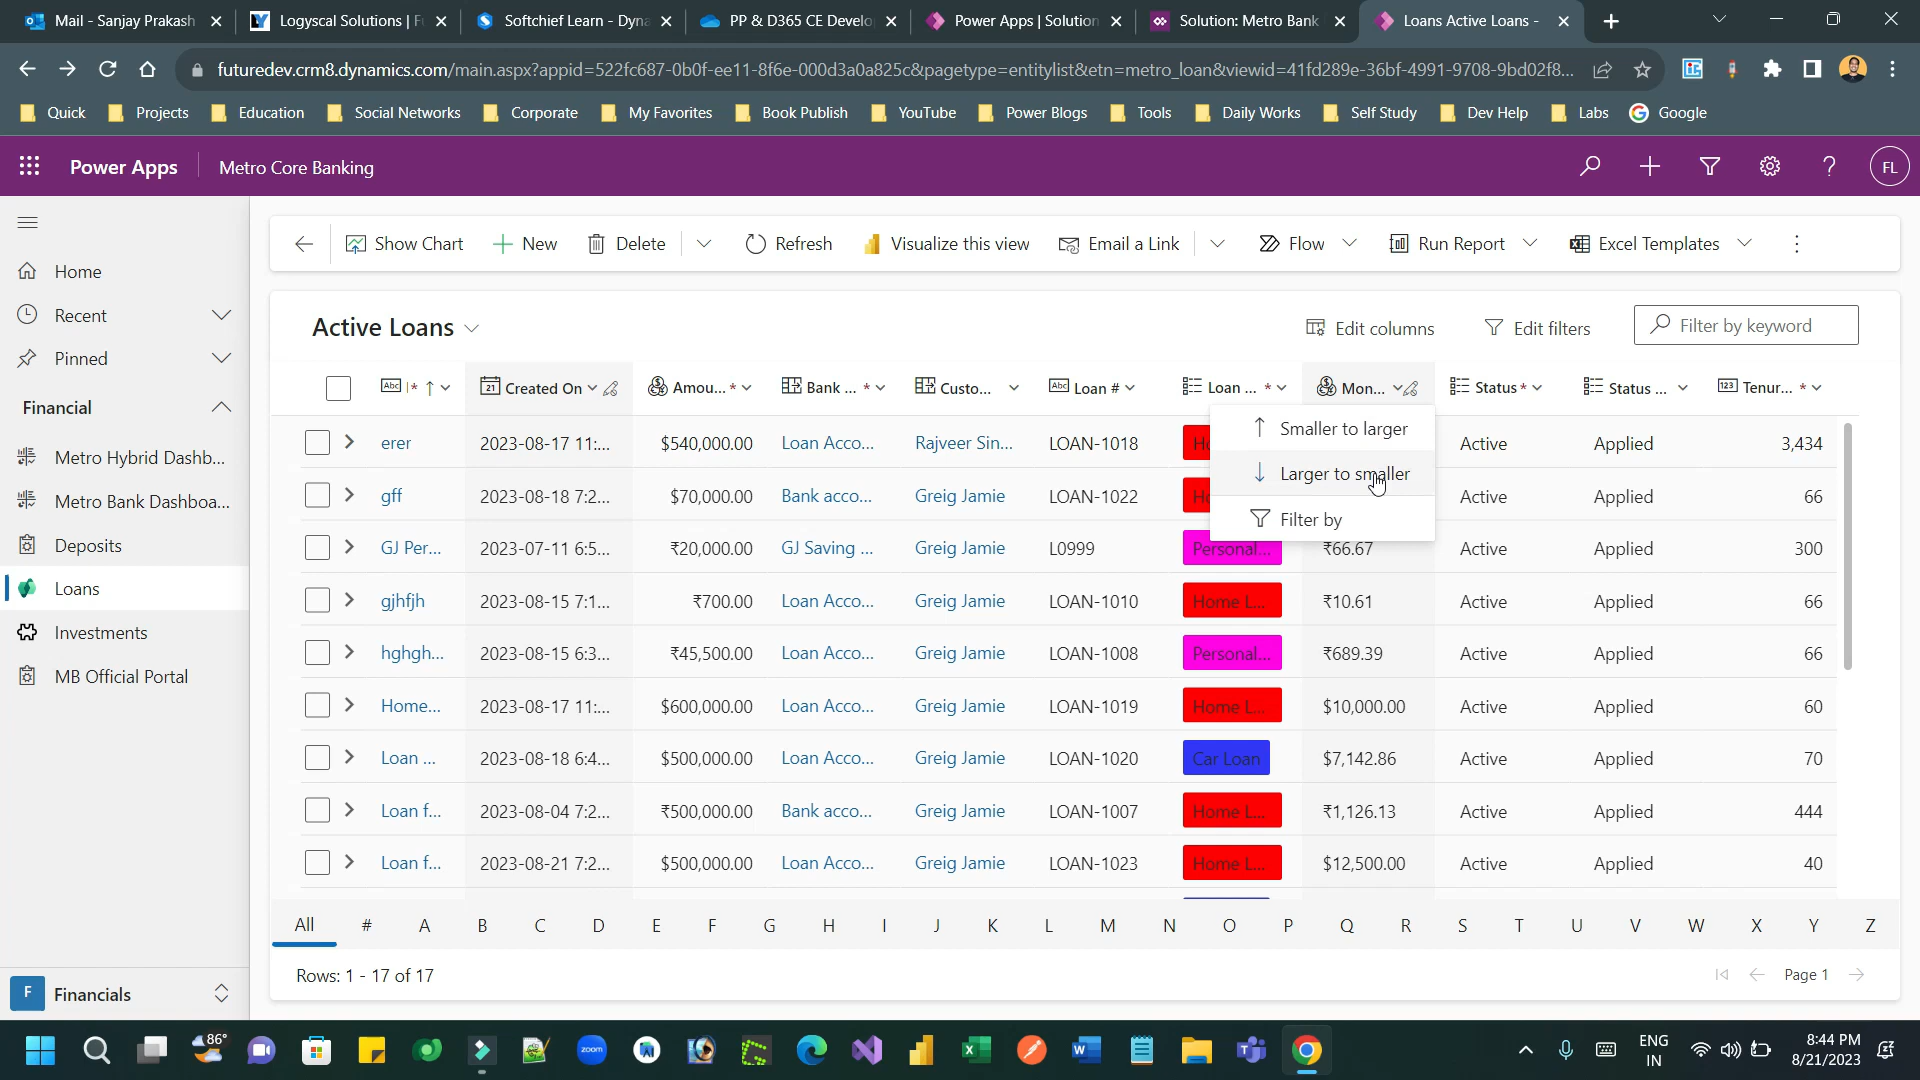 Mail - Sanjay Prakash
Logyscal Solutions | F
Softchief Learn - Dyna
PP & D365 CE Develo
Power Apps | Solution
Solution: Metro Bank
Loans Active Loans -
futuredev.crm8.dynamics.com/main.aspx?appid=522fc687-0b0f-ee11-8f6e-000d3a0a825c&pagetype=entitylist&etn=metro_loan&viewid=41fd289e-36bf-4991-9708-9bd02f8...
Quick Projects Education Social Networks Corporate My Favorites Book Publish YouTube Power Blogs Tools Daily Works Self Study Dev Help Labs Google
Power Apps Metro Core Banking FL
Show Chart New Delete Refresh Visualize this view Email a Link Flow Run Report Excel Templates
Home
Recent
Pinned
Financial
Metro Hybrid Dashb...
Metro Bank Dashboa...
Deposits
Loans
Investments
MB Official Portal
F Financials
Active Loans
Edit columns Edit filters Filter by keyword
Abc * Created On Amou... * Bank ... * Custo... Abc Loan # Loan ... * Mon... Status * Status ... 123 Tenur... *
Smaller to larger
Larger to smaller
Filter by
erer 2023-08-17 11:... $540,000.00 Loan Acco... Rajveer Sin... LOAN-1018 Active Applied 3,434
gff 2023-08-18 7:2... $70,000.00 Bank acco... Greig Jamie LOAN-1022 Active Applied 66
GJ Per... 2023-07-11 6:5... ₹20,000.00 GJ Saving ... Greig Jamie L0999 Personal... ₹66.67 Active Applied 300
gjhfjh 2023-08-15 7:1... ₹700.00 Loan Acco... Greig Jamie LOAN-1010 Home L... ₹10.61 Active Applied 66
hghgh... 2023-08-15 6:3... ₹45,500.00 Loan Acco... Greig Jamie LOAN-1008 Personal... ₹689.39 Active Applied 66
Home... 2023-08-17 11:... $600,000.00 Loan Acco... Greig Jamie LOAN-1019 Home L... $10,000.00 Active Applied 60
Loan ... 2023-08-18 6:4... $500,000.00 Loan Acco... Greig Jamie LOAN-1020 Car Loan $7,142.86 Active Applied 70
Loan f... 2023-08-04 7:2... ₹500,000.00 Bank acco... Greig Jamie LOAN-1007 Home L... ₹1,126.13 Active Applied 444
Loan f... 2023-08-21 7:2... $500,000.00 Loan Acco... Greig Jamie LOAN-1023 Home L... $12,500.00 Active Applied 40
All # A B C D E F G H I J K L M N O P Q R S T U V W X Y Z
Rows: 1 - 17 of 17
Page 1
86°
zoom
ENG
IN
8:44 PM
8/21/2023